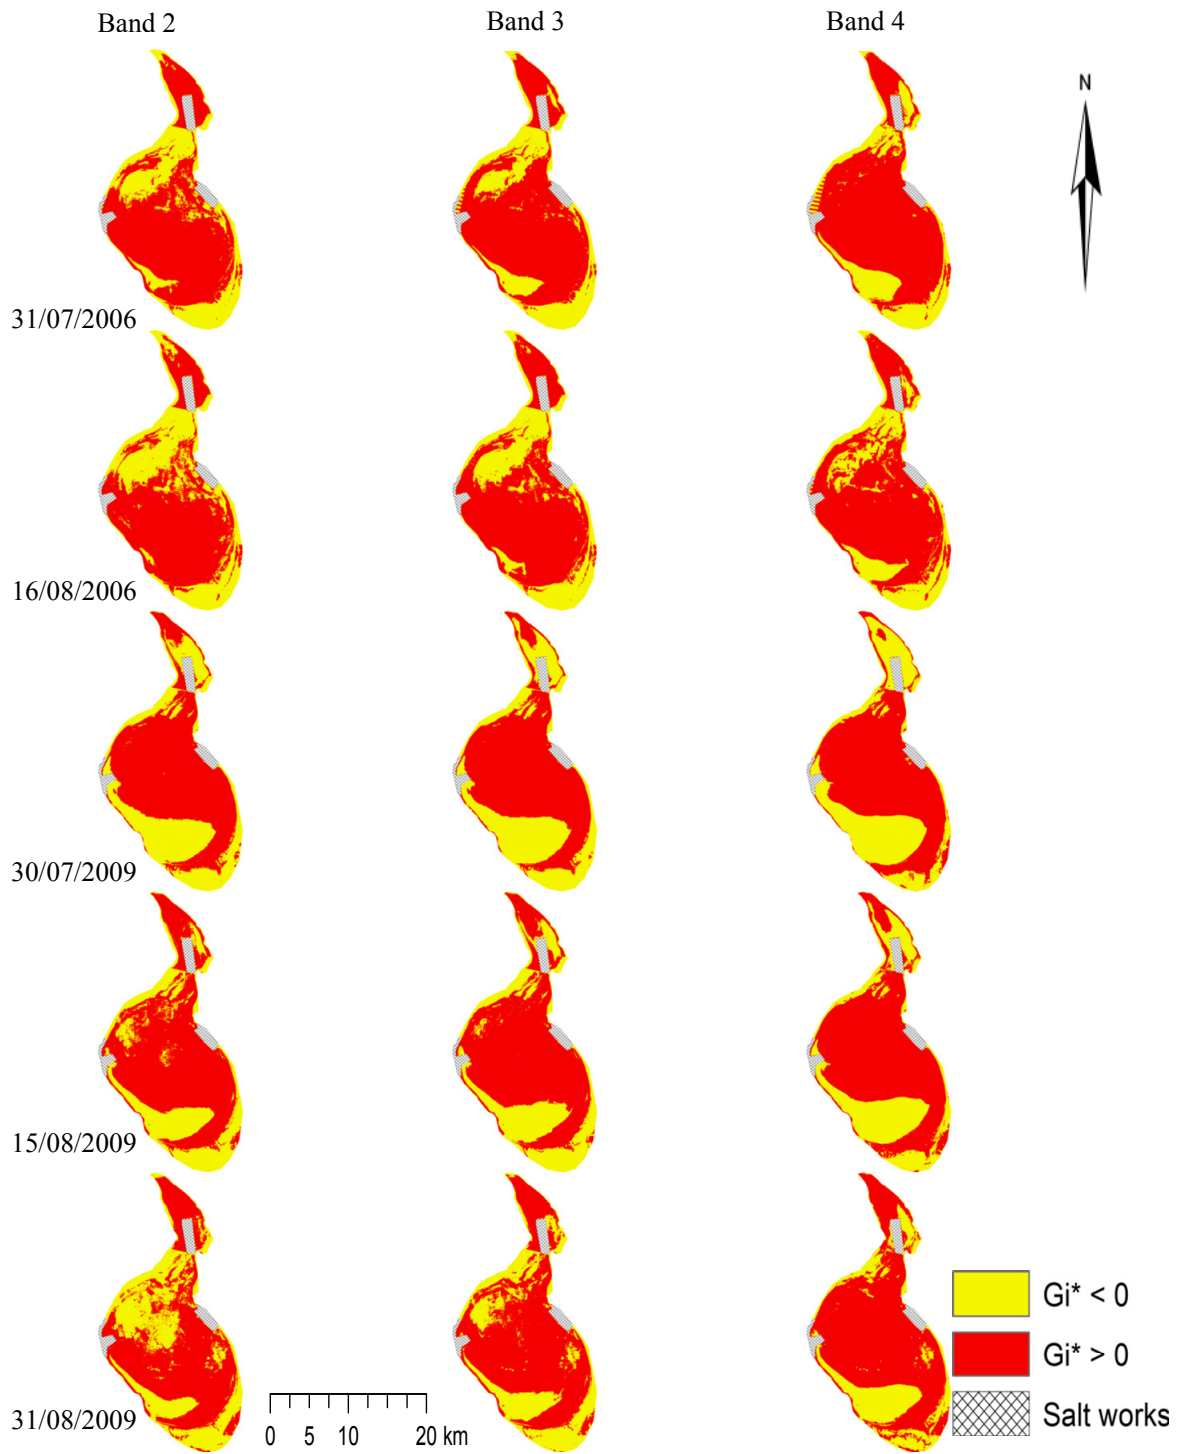 Band 2 Band 3 Band 4
N
31/07/2006
16/08/2006
30/07/2009
15/08/2009
Gi* < 0
Gi* > 0
Salt works
31/08/2009
0 5 10 20 km